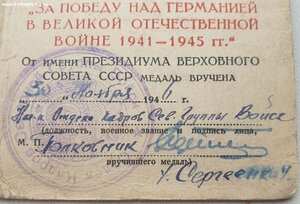 „ЗА ПОБЕДУ НАД ГЕРМАНИЕЙ
В ВЕЛИКОЙ ОТЕЧЕСТВЕННОЙ
ВОЙНЕ 1941—1945 гг.“
От имени ПРЕЗИДИУМА ВЕРХОВНОГО
СОВЕТА СССР МЕДАЛЬ ВРУЧЕНА
"30" Ноября 1946
Нач Отдела кадров Сев Группы Войск
(должность, военное звание и подпись лица,
М. П. Полковник
вручившего медаль)